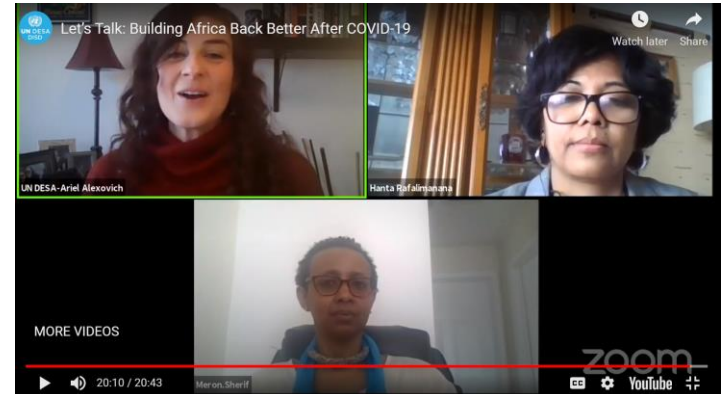 UN DESA
DISD
Let's Talk: Building Africa Back Better After COVID-19
Watch later
Share
UN DESA-Ariel Alexovich
Hanta Rafalimanana
MORE VIDEOS
zoom
20:10 / 20:43
Meron.Sherif
CC
YouTube